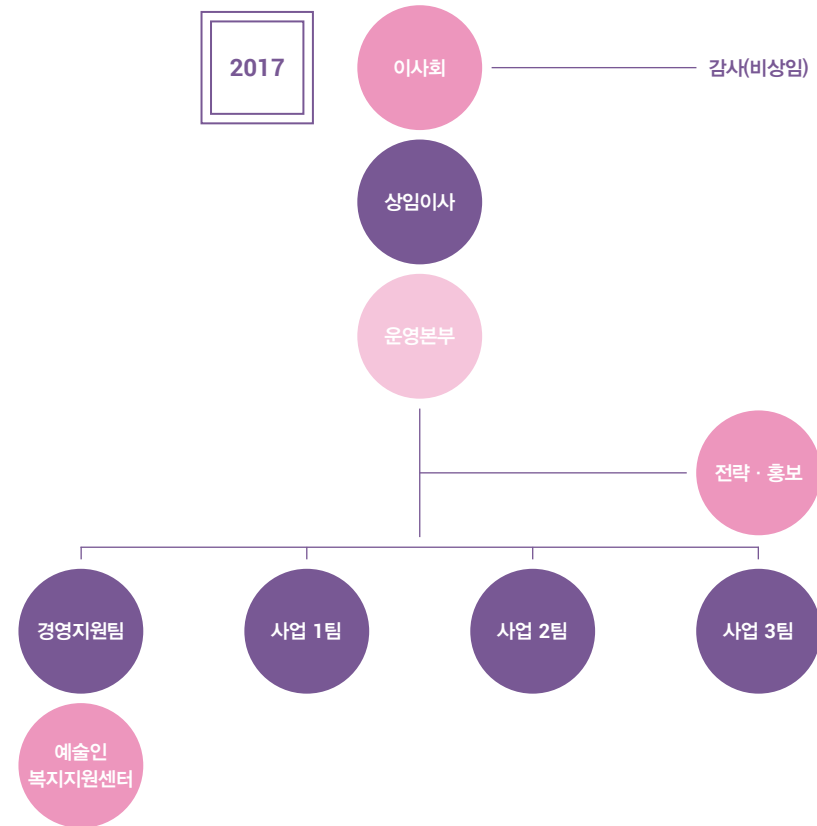 2017
이사회
감사(비상임)
상임이사
운영본부
전략 · 홍보
경영지원팀
사업 1팀
사업 2팀
사업 3팀
예술인
복지지원센터